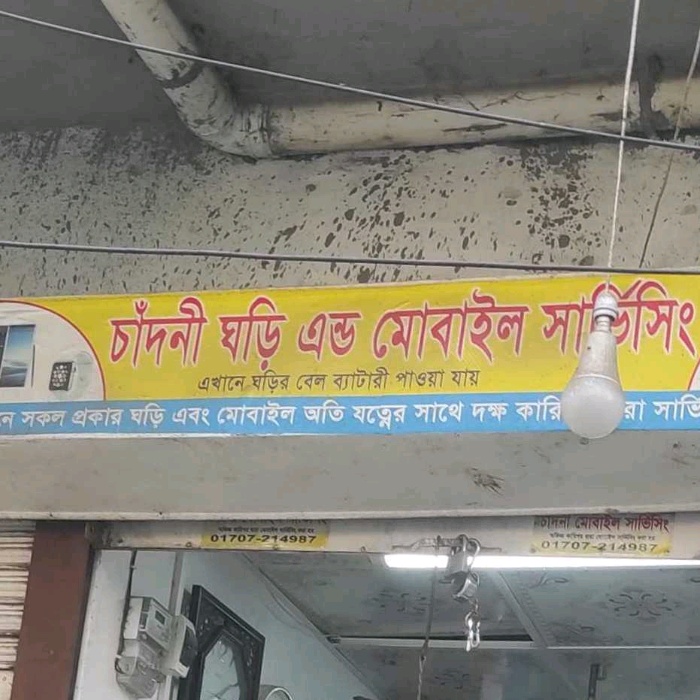 চাঁদনী ঘড়ি এন্ড মোবাইল সার্ভিসিং
এখানে ঘড়ির বেল ব্যাটারী পাওয়া যায়
সকল প্রকার ঘড়ি এবং মোবাইল অতি যত্নের সাথে দক্ষ
চাঁদনী মোবাইল সার্ভিসিং
01707-214987
01707-214987